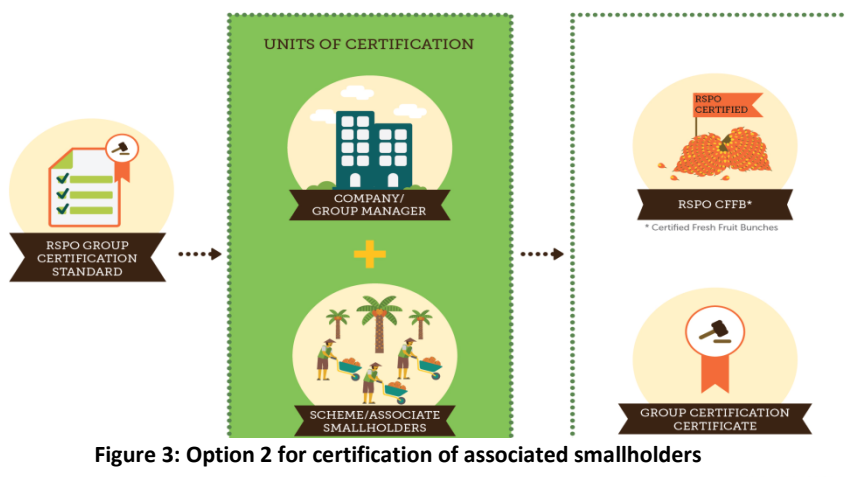 UNITS OF CERTIFICATION
RSPO GROUP
CERTIFICATION
STANDARD
COMPANY/
GROUP MANAGER
SCHEME/ASSOCIATE
SMALLHOLDERS
RSPO
CERTIFIED
RSPO CFFB*
* Certified Fresh Fruit Bunches
GROUP CERTIFICATION
CERTIFICATE
Figure 3: Option 2 for certification of associated smallholders